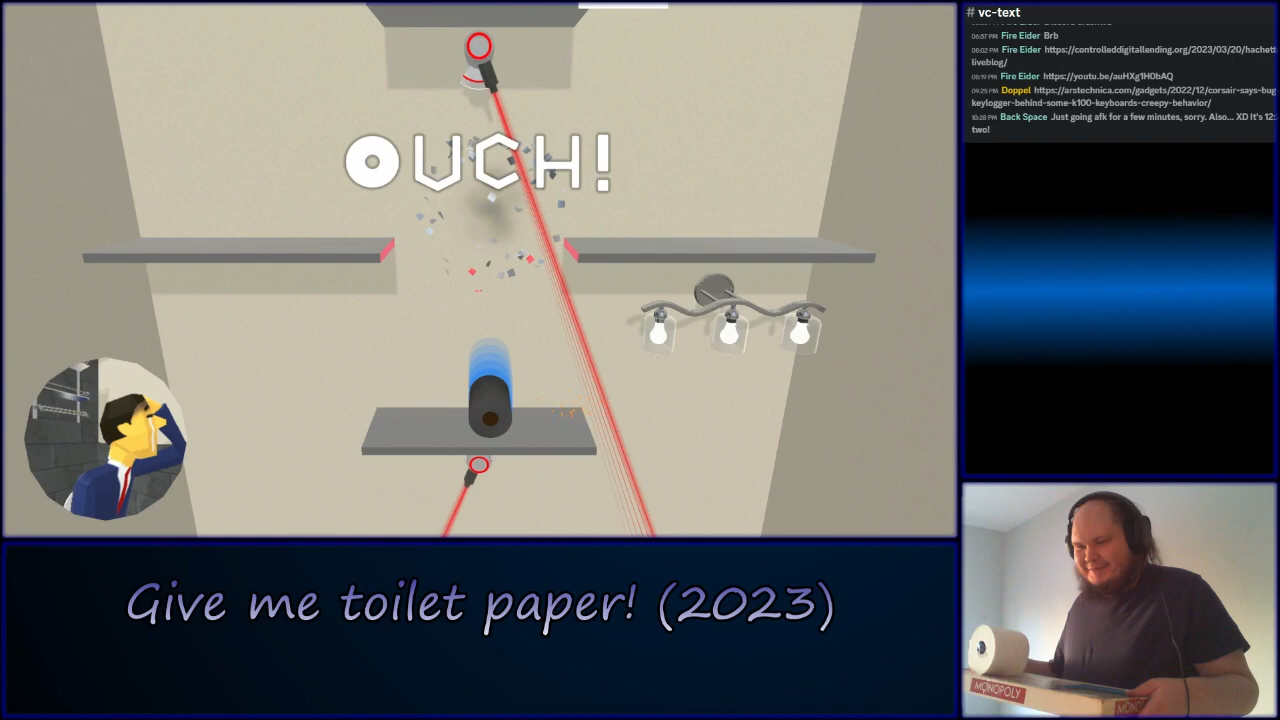 # vc-text
06:57 PM Fire Eider Brb
08:02 PM Fire Eider https://controlleddigitallending.org/2023/03/20/hachett
liveblog/
08:19 PM Fire Eider https://youtu.be/auHXg1H0bAQ
09:25 PM Doppel https://arstechnica.com/gadgets/2022/12/corsair-says-bug
keylogger-behind-some-k100-keyboards-creepy-behavior/
10:28 PM Back Space Just going afk for a few minutes, sorry. Also... XD It's 12:
two!
OUCH!
Give me toilet paper! (2023)
MONOPOLY
MONO